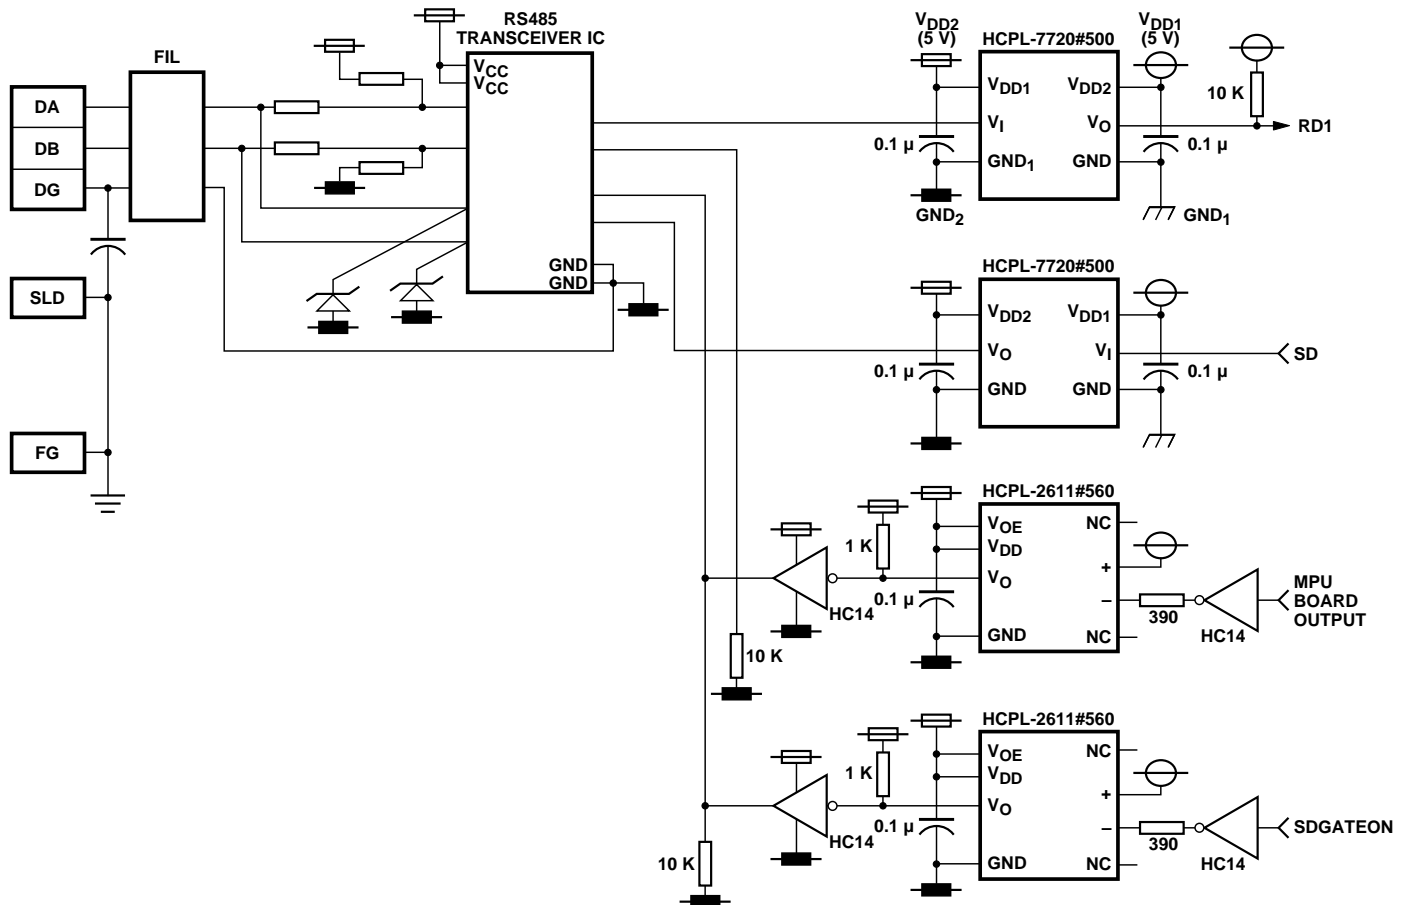 RS485
TRANSCEIVER IC
FIL
DA
DB
DG
SLD
FG
VCC
VCC
GND
GND
VDD2
(5 V)
HCPL-7720#500
VDD1
(5 V)
VDD1
VI
GND1
VDD2
VO
GND
0.1 µ
0.1 µ
10 K
RD1
GND2
GND1
HCPL-7720#500
VDD2
VO
GND
VDD1
VI
GND
0.1 µ
0.1 µ
SD
HCPL-2611#560
VOE
VDD
VO
GND
NC
+
–
NC
1 K
0.1 µ
HC14
390
HC14
MPU
BOARD
OUTPUT
10 K
HCPL-2611#560
VOE
VDD
VO
GND
NC
+
–
NC
1 K
0.1 µ
HC14
390
HC14
SDGATEON
10 K